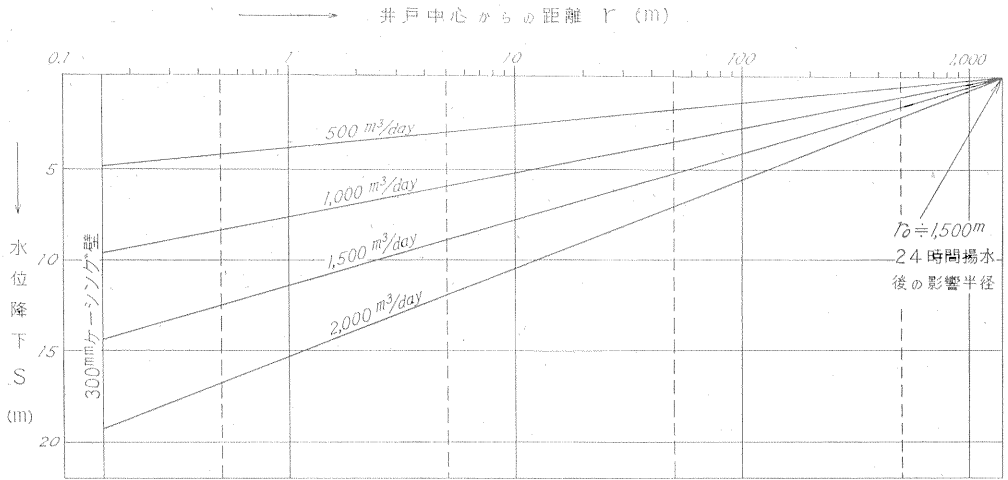 井戸中心からの距離 r (m)
0.1 1 10 100 1,000
500 m³/day
1,000 m³/day
1,500 m³/day
2,000 m³/day
5
10
15
20
水位降下 S (m)
300mmケーシング壁
r₀≒1,500m
24時間揚水
後の影響半径